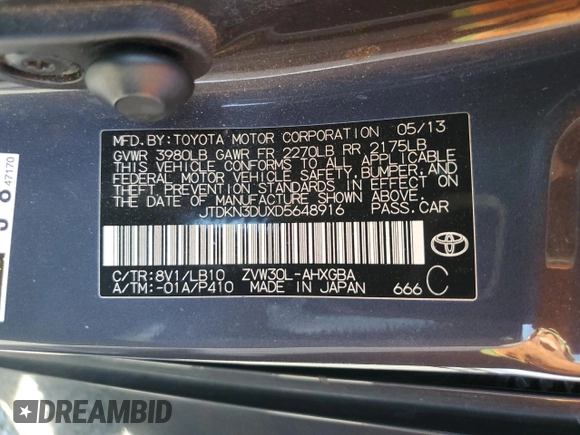 MFD.BY:TOYOTA MOTOR CORPORATION 05/13
GVWR 3980LB GAWR FR 2270LB RR 2175LB
THIS VEHICLE CONFORMS TO ALL APPLICABLE
FEDERAL MOTOR VEHICLE SAFETY, BUMPER, AND
THEFT PREVENTION STANDARDS IN EFFECT ON
THE DATE OF MANUFACTURE SHOWN ABOVE.
JTDKN3DUXD5648916 PASS.CAR
C/TR:8V1/LB10 ZVW30L-AHXGBA
A/TM:-01A/P410 MADE IN JAPAN 666 C
47170
DREAMBID